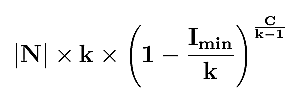 |N| × k × (1 − I_min/k)^(C/(k−1))